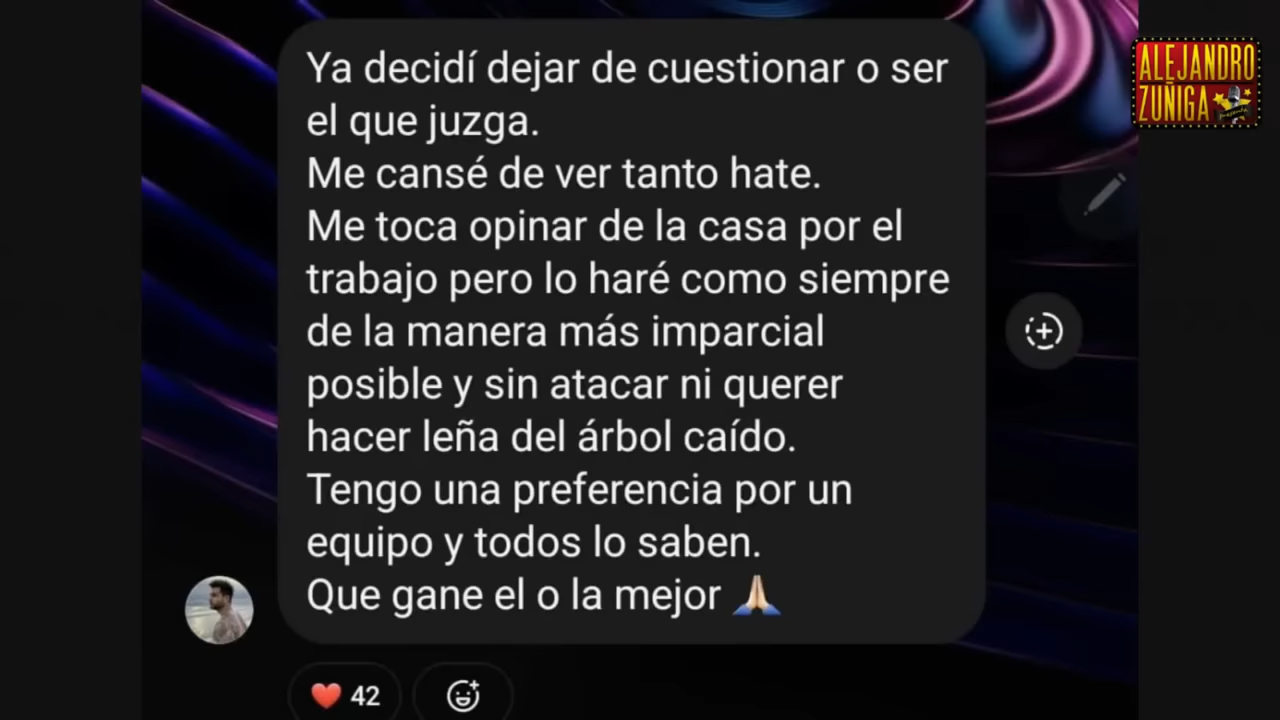 ALEJANDRO
ZUÑIGA
Ya decidí dejar de cuestionar o ser
el que juzga.
Me cansé de ver tanto hate.
Me toca opinar de la casa por el
trabajo pero lo haré como siempre
de la manera más imparcial
posible y sin atacar ni querer
hacer leña del árbol caído.
Tengo una preferencia por un
equipo y todos lo saben.
Que gane el o la mejor 🙏🏻
❤️ 42